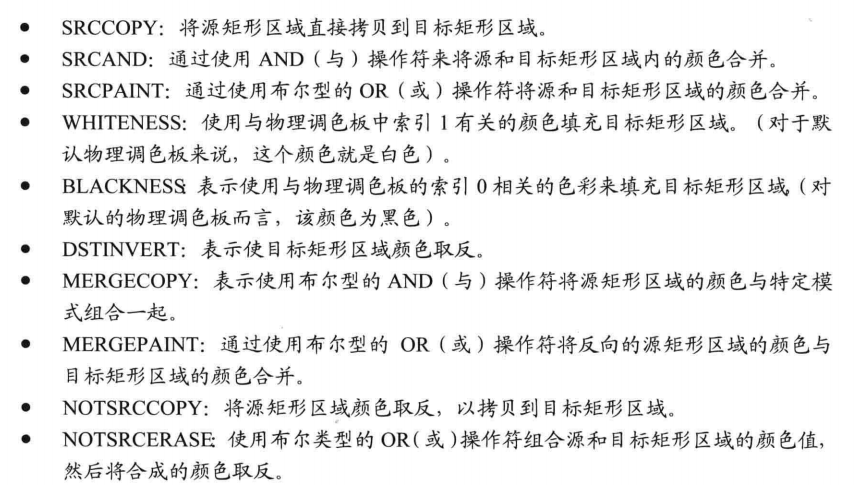 ● SRCCOPY：将源矩形区域直接拷贝到目标矩形区域。
● SRCAND：通过使用 AND（与）操作符来将源和目标矩形区域内的颜色合并。
● SRCPAINT：通过使用布尔型的 OR（或）操作符将源和目标矩形区域的颜色合并。
● WHITENESS：使用与物理调色板中索引 1 有关的颜色填充目标矩形区域。（对于默
认物理调色板来说，这个颜色就是白色）。
● BLACKNESS：表示使用与物理调色板的索引 0 相关的色彩来填充目标矩形区域，（对
默认的物理调色板而言，该颜色为黑色）。
● DSTINVERT：表示使目标矩形区域颜色取反。
● MERGECOPY：表示使用布尔型的 AND（与）操作符将源矩形区域的颜色与特定模
式组合一起。
● MERGEPAINT：通过使用布尔型的 OR（或）操作符将反向的源矩形区域的颜色与
目标矩形区域的颜色合并。
● NOTSRCCOPY：将源矩形区域颜色取反，以拷贝到目标矩形区域。
● NOTSRCERASE：使用布尔类型的 OR（或）操作符组合源和目标矩形区域的颜色值，
然后将合成的颜色取反。